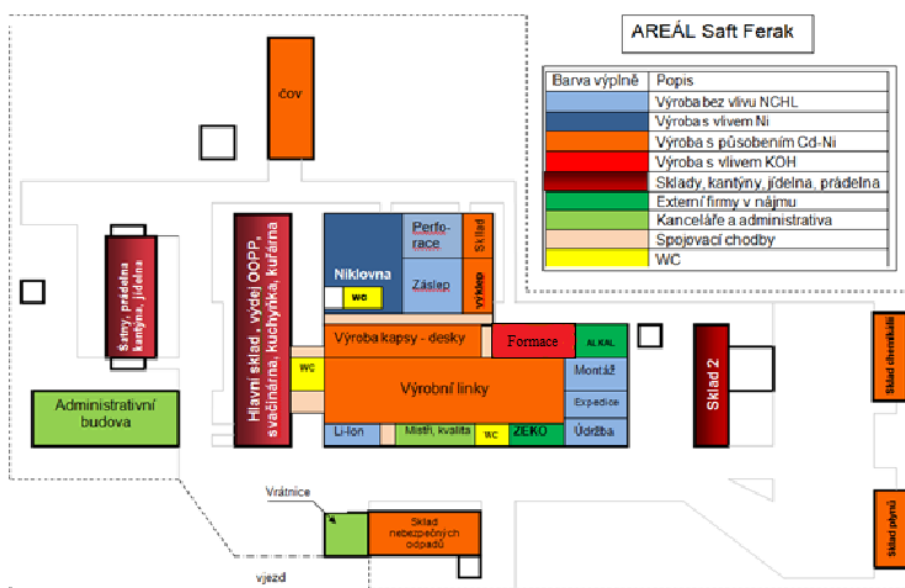 AREÁL Saft Ferak
Barva výplně Popis
Výroba bez vlivu NCHL
Výroba s vlivem Ni
Výroba s působením Cd-Ni
Výroba s vlivem KOH
Sklady, kantýny, jídelna, prádelna
Externí firmy v nájmu
Kanceláře a administrativa
Spojovací chodby
WC
čov
Šatny, prádelna
kantýna, jídelna
Administrativní
budova
Hlavní sklad, výdej OOPP,
svačinárna, kuchyňka, kuřárna
Niklovna
WC
Perfo-
race
Záslep
Sklad
výklep
Výroba kapsy - desky
Formace
ALKAL
WC
Výrobní linky
Montáž
Expedice
Údržba
Li-Ion
Mistři, kvalita
WC
ZEKO
Sklad 2
Sklad chemikálií
Sklad plynů
Vrátnice
Sklad
nebezpečných
odpadů
vjezd